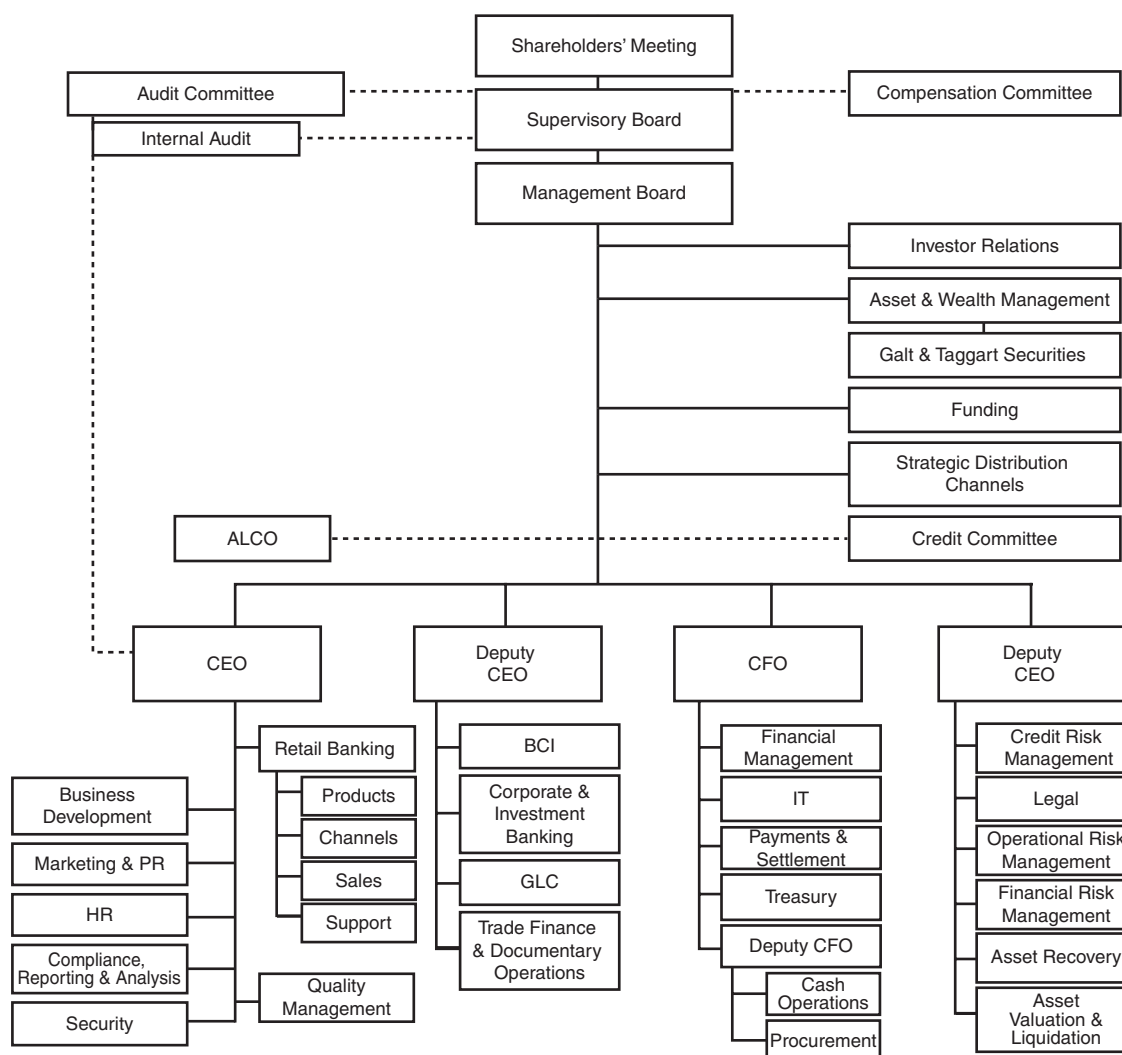 Shareholders' Meeting
Audit Committee
Compensation Committee
Supervisory Board
Internal Audit
Management Board
Investor Relations
Asset & Wealth Management
Galt & Taggart Securities
Funding
Strategic Distribution
Channels
ALCO
Credit Committee
CEO
Deputy
CEO
CFO
Deputy
CEO
Retail Banking
Products
Channels
Sales
Support
Quality
Management
Business
Development
Marketing & PR
HR
Compliance,
Reporting & Analysis
Security
BCI
Corporate &
Investment
Banking
GLC
Trade Finance
& Documentary
Operations
Financial
Management
IT
Payments &
Settlement
Treasury
Deputy CFO
Cash
Operations
Procurement
Credit Risk
Management
Legal
Operational Risk
Management
Financial Risk
Management
Asset Recovery
Asset
Valuation &
Liquidation